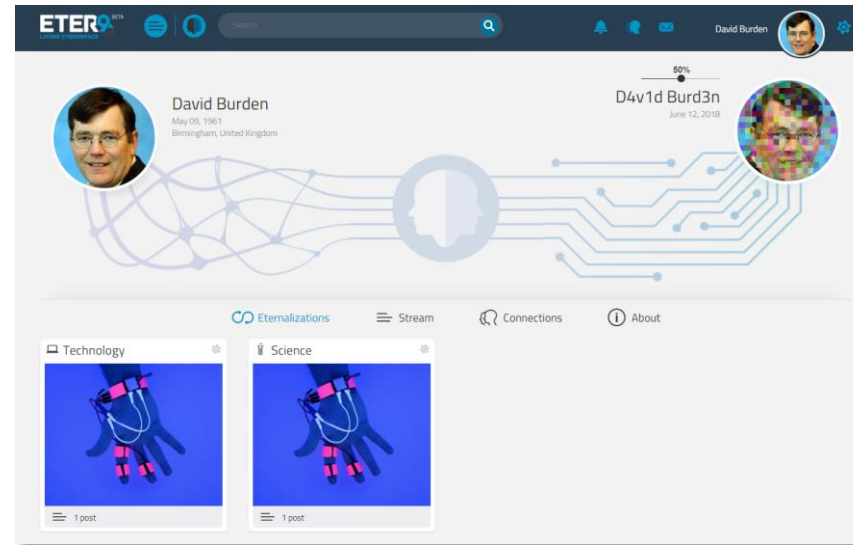 ETER9 BETA
LIVING CYBERSPACE
Search
David Burden
50%
David Burden
May 09, 1961
Birmingham, United Kingdom
D4v1d Burd3n
June 12, 2018
Eternalizations
Stream
Connections
About
Technology
Science
1 post
1 post